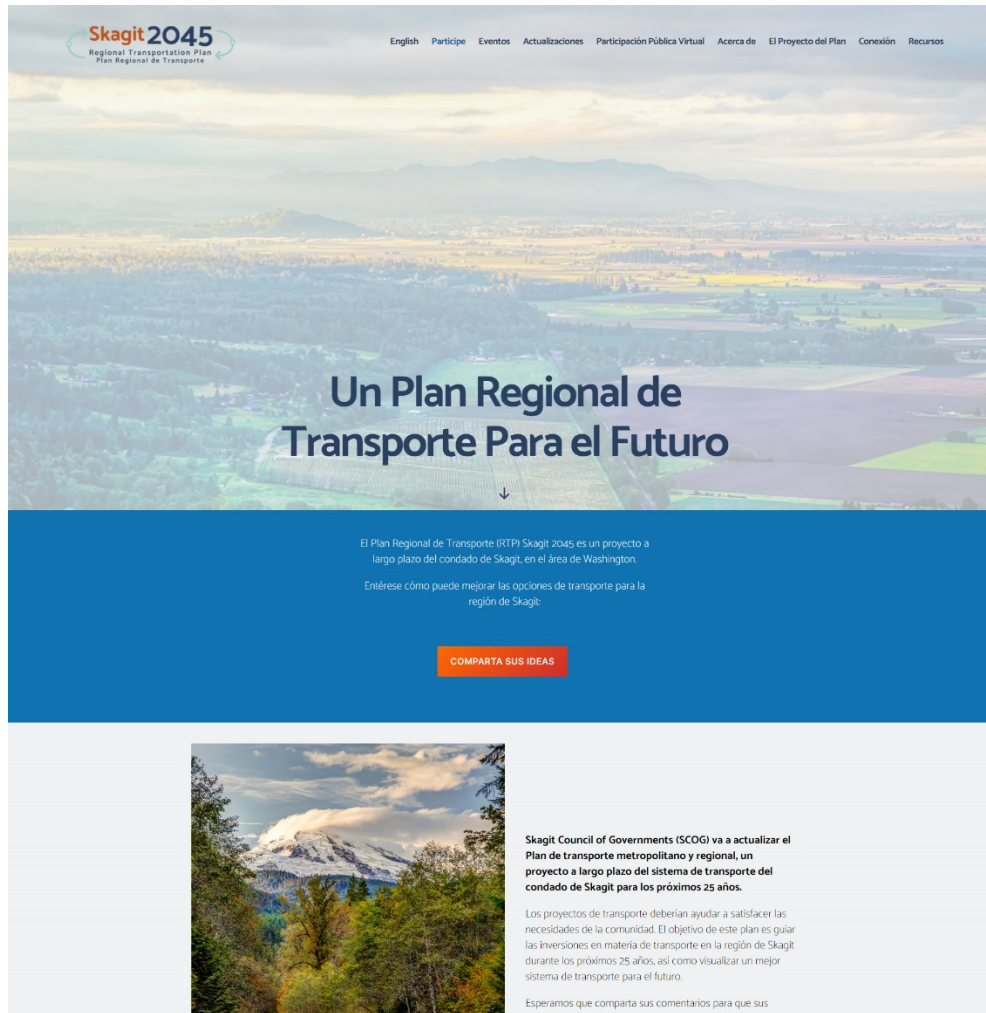 Skagit 2045
Regional Transportation Plan
Plan Regional de Transporte
English Participe Eventos Actualizaciones Participación Pública Virtual Acerca de El Proyecto del Plan Conexión Recursos
Un Plan Regional de
Transporte Para el Futuro
El Plan Regional de Transporte (RTP) Skagit 2045 es un proyecto a
largo plazo del condado de Skagit, en el área de Washington.
Entérese cómo puede mejorar las opciones de transporte para la
región de Skagit:
COMPARTA SUS IDEAS
Skagit Council of Governments (SCOG) va a actualizar el
Plan de transporte metropolitano y regional, un
proyecto a largo plazo del sistema de transporte del
condado de Skagit para los próximos 25 años.
Los proyectos de transporte deberían ayudar a satisfacer las
necesidades de la comunidad. El objetivo de este plan es guiar
las inversiones en materia de transporte en la región de Skagit
durante los próximos 25 años, así como visualizar un mejor
sistema de transporte para el futuro.
Esperamos que comparta sus comentarios para que sus